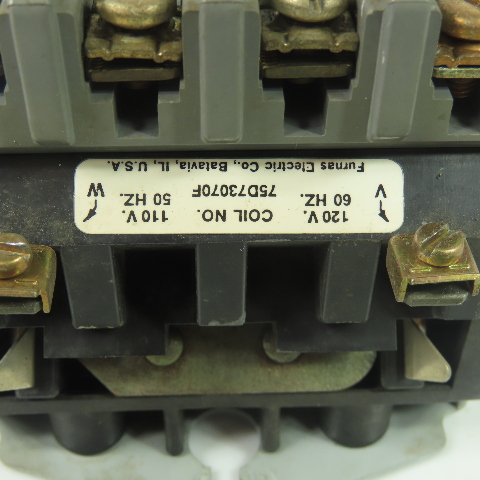 120 V. COIL NO. 110 V.
60 HZ. 75D73070F 50 HZ.
V W
Furnas Electric Co., Batavia, IL, U.S.A.